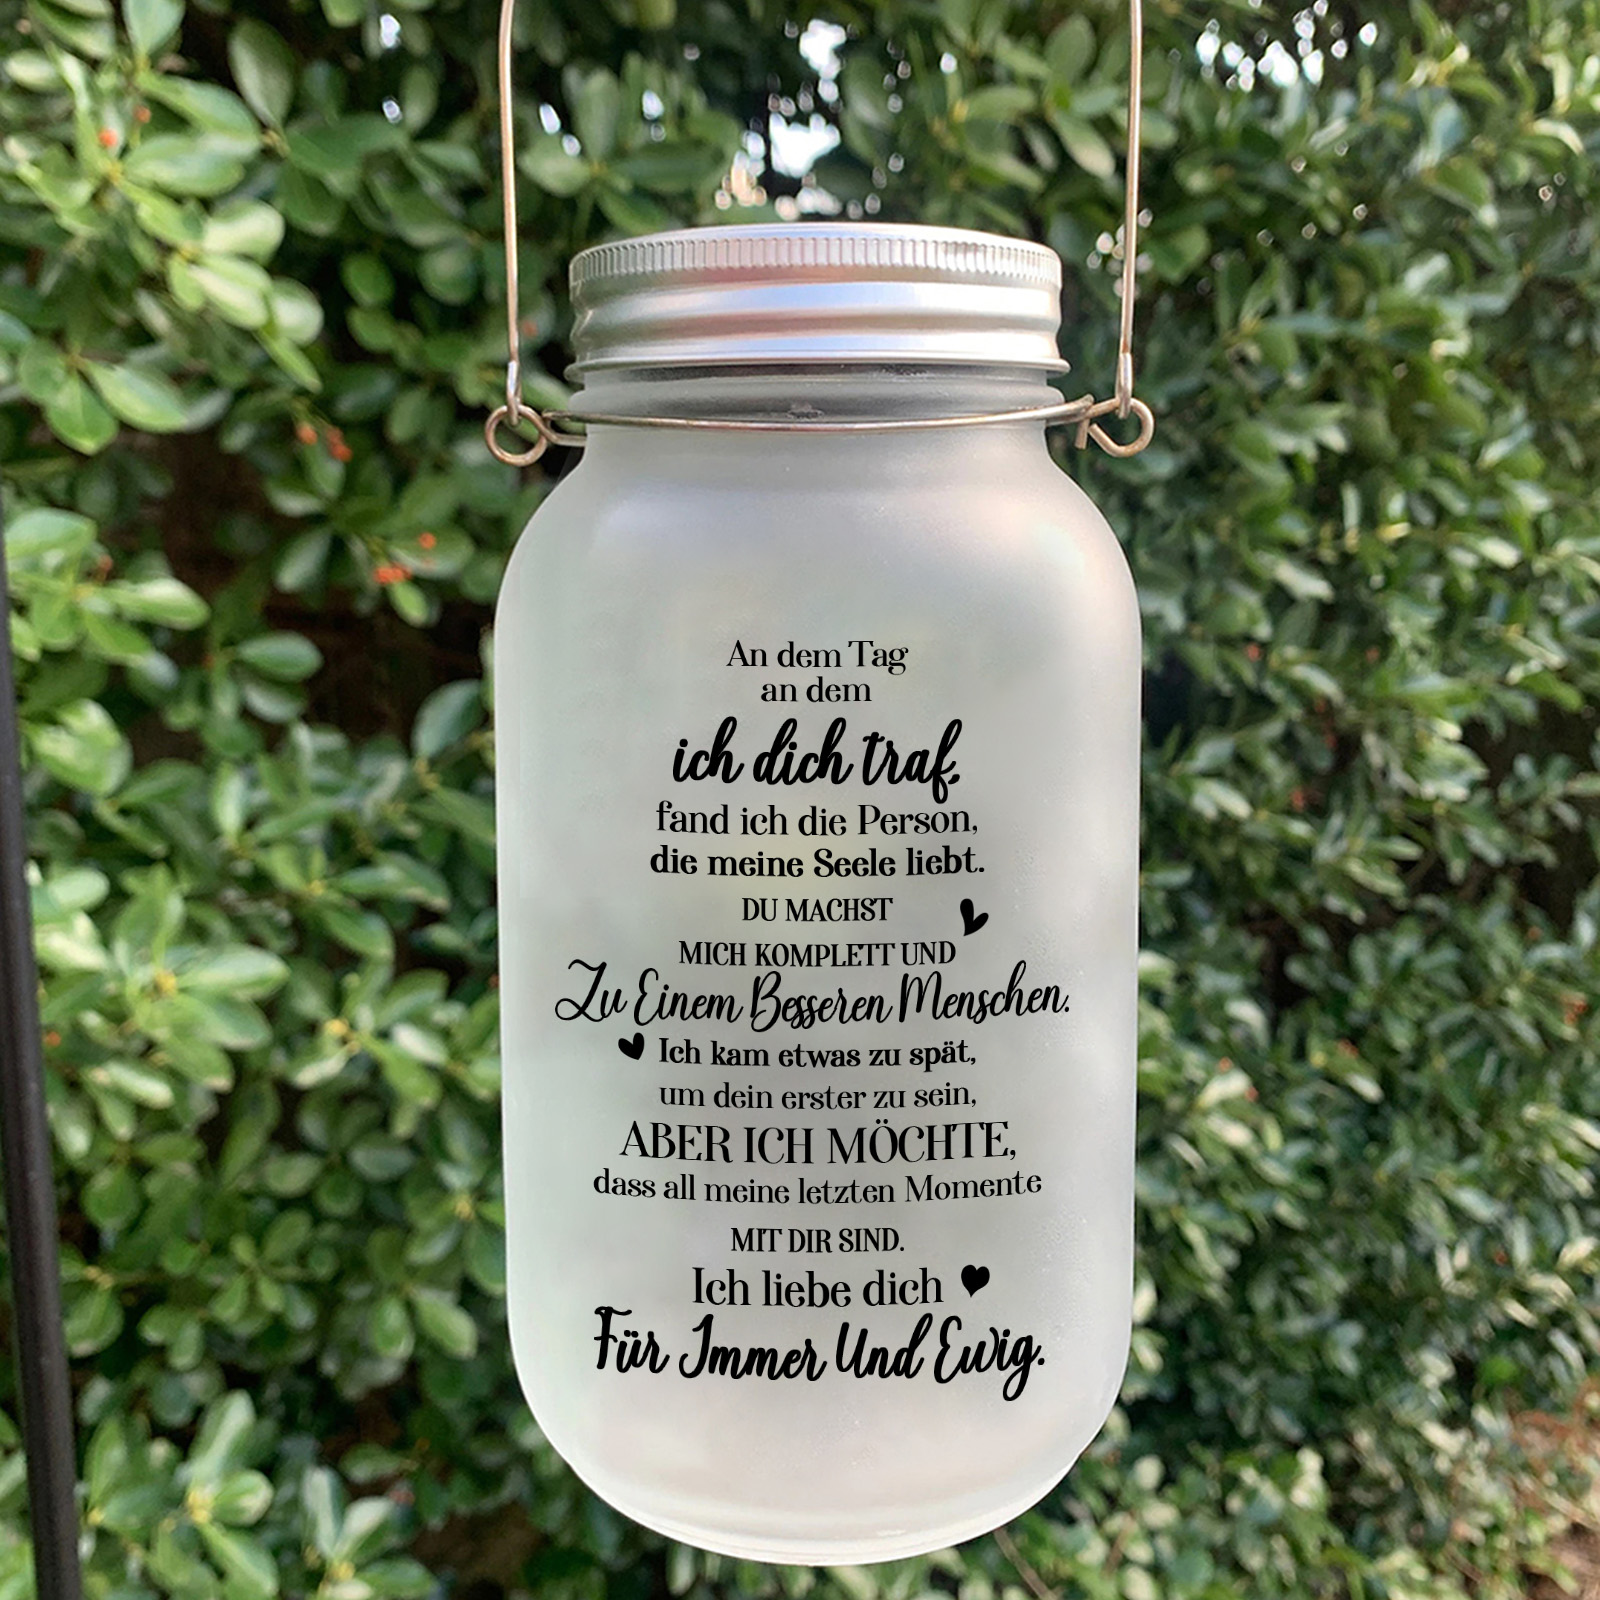 An dem Tag
an dem
ich dich traf,
fand ich die Person,
die meine Seele liebt.
DU MACHST
MICH KOMPLETT UND
Zu Einem Besseren Menschen.
Ich kam etwas zu spät,
um dein erster zu sein,
ABER ICH MÖCHTE,
dass all meine letzten Momente
MIT DIR SIND.
Ich liebe dich
Für Immer Und Ewig.